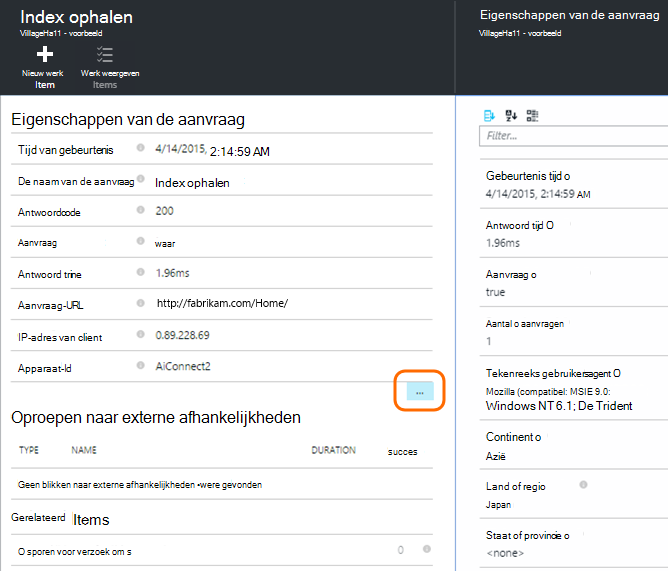 Index ophalen
VillageHa11 - voorbeeld
Nieuw werk
Item
Werk weergeven
Items
Eigenschappen van de aanvraag
Tijd van gebeurtenis 4/14/2015, 2:14:59 AM
De naam van de aanvraag Index ophalen
Antwoordcode 200
Aanvraag waar
Antwoord trine 1.96ms
Aanvraag-URL http://fabrikam.com/Home/
IP-adres van client 0.89.228.69
Apparaat-Id AiConnect2
...
Oproepen naar externe afhankelijkheden
TYPE NAME DURATION succes
Geen blikken naar externe afhankelijkheden -were gevonden
Gerelateerd Items
O sporen voor verzoek om s 0
Eigenschappen van de aanvraag
VillageHa11 - voorbeeld
Filter...
Gebeurtenis tijd o
4/14/2015, 2:14:59 AM
Antwoord tijd O
1.96ms
Aanvraag o
true
Aantal o aanvragen
1
Tekenreeks gebruikersagent O
Mozilla (compatibel: MSIE 9.0:
Windows NT 6.1; De Trident
Continent o
Azië
Land of regio
Japan
Staat of provincie o
<none>